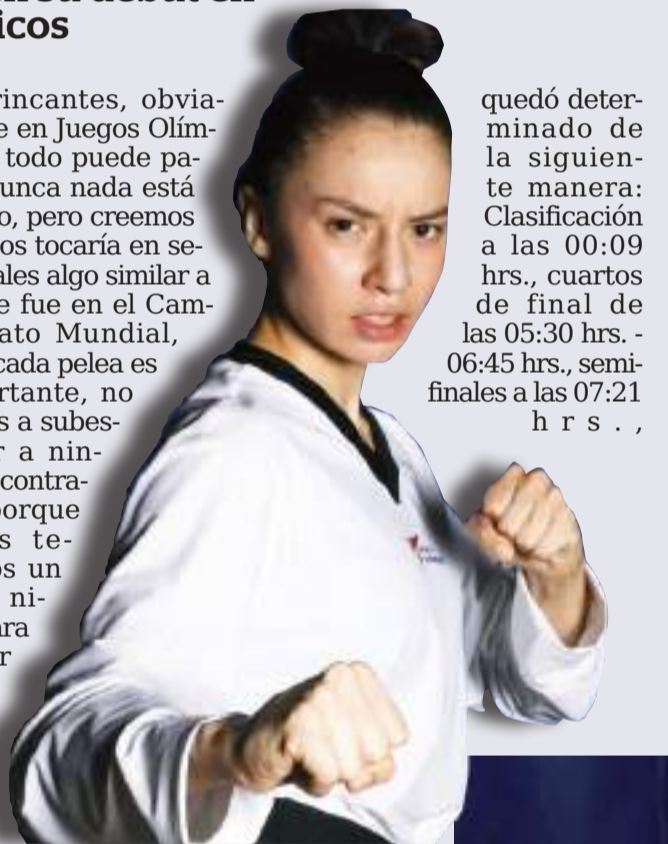 icos
rincantes, obvia-
e en Juegos Olím-
todo puede pa-
unca nada está
o, pero creemos
os tocaría en se-
ales algo similar a
e fue en el Cam-
ato Mundial,
cada pelea es
rtante, no
s a subes-
r a nin-
contra-
porque
s te-
os un
ni-
ara
r
quedó deter-
minado de
la siguien-
te manera:
Clasificación
a las 00:09
hrs., cuartos
de final de
las 05:30 hrs. -
06:45 hrs., semi-
finales a las 07:21
hrs.,